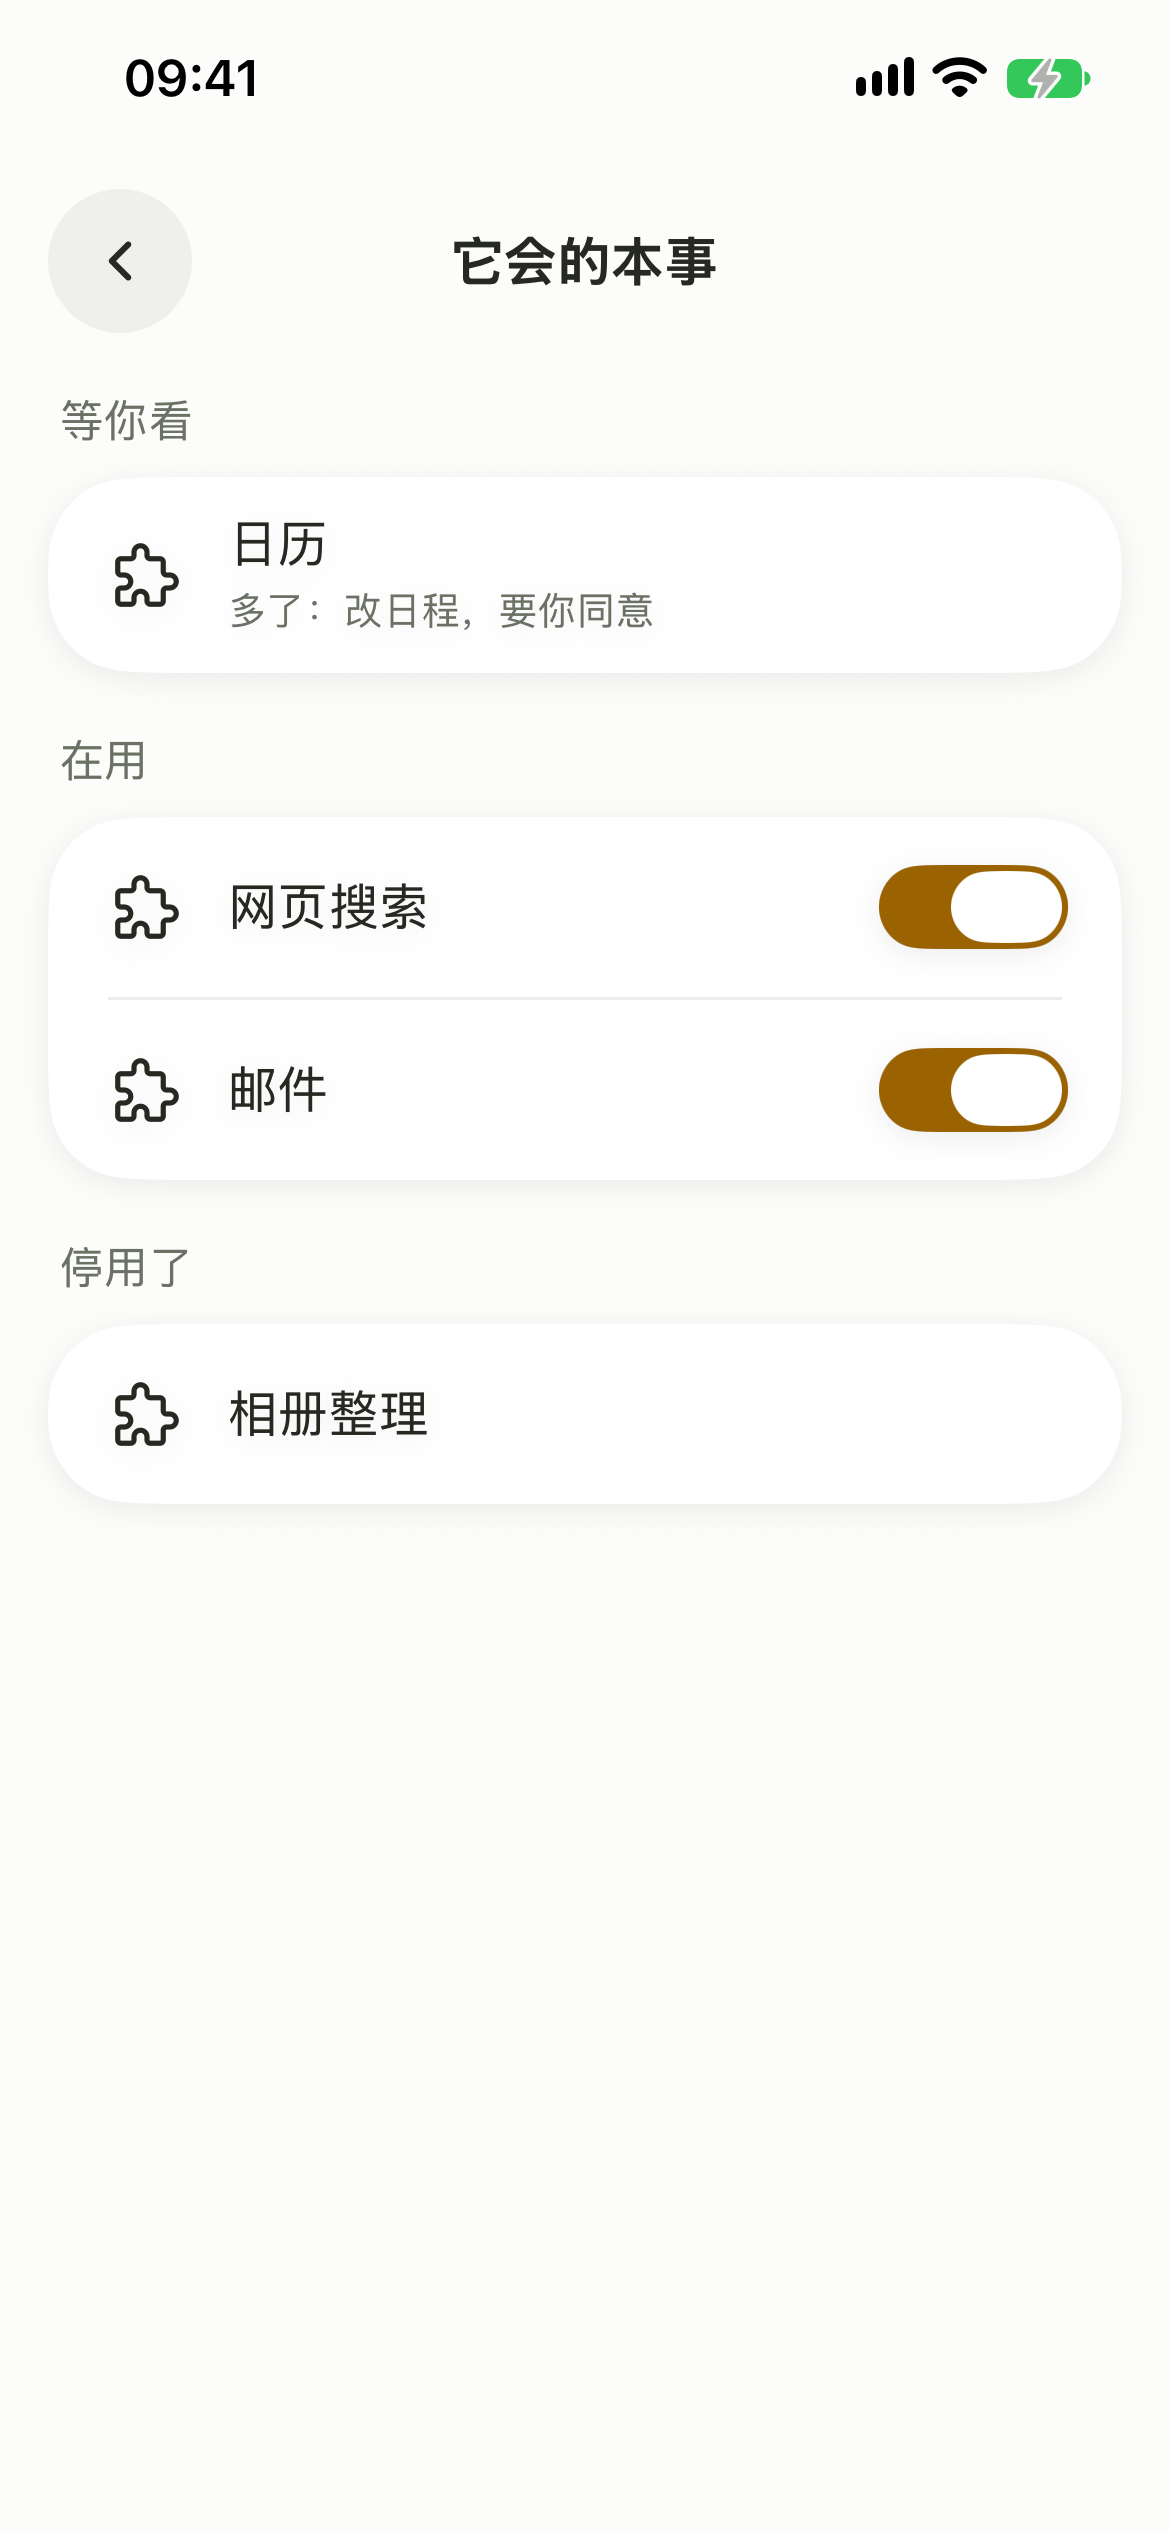 09:41
它会的本事
等你看
日历
多了：改日程，要你同意
在用
网页搜索
邮件
停用了
相册整理